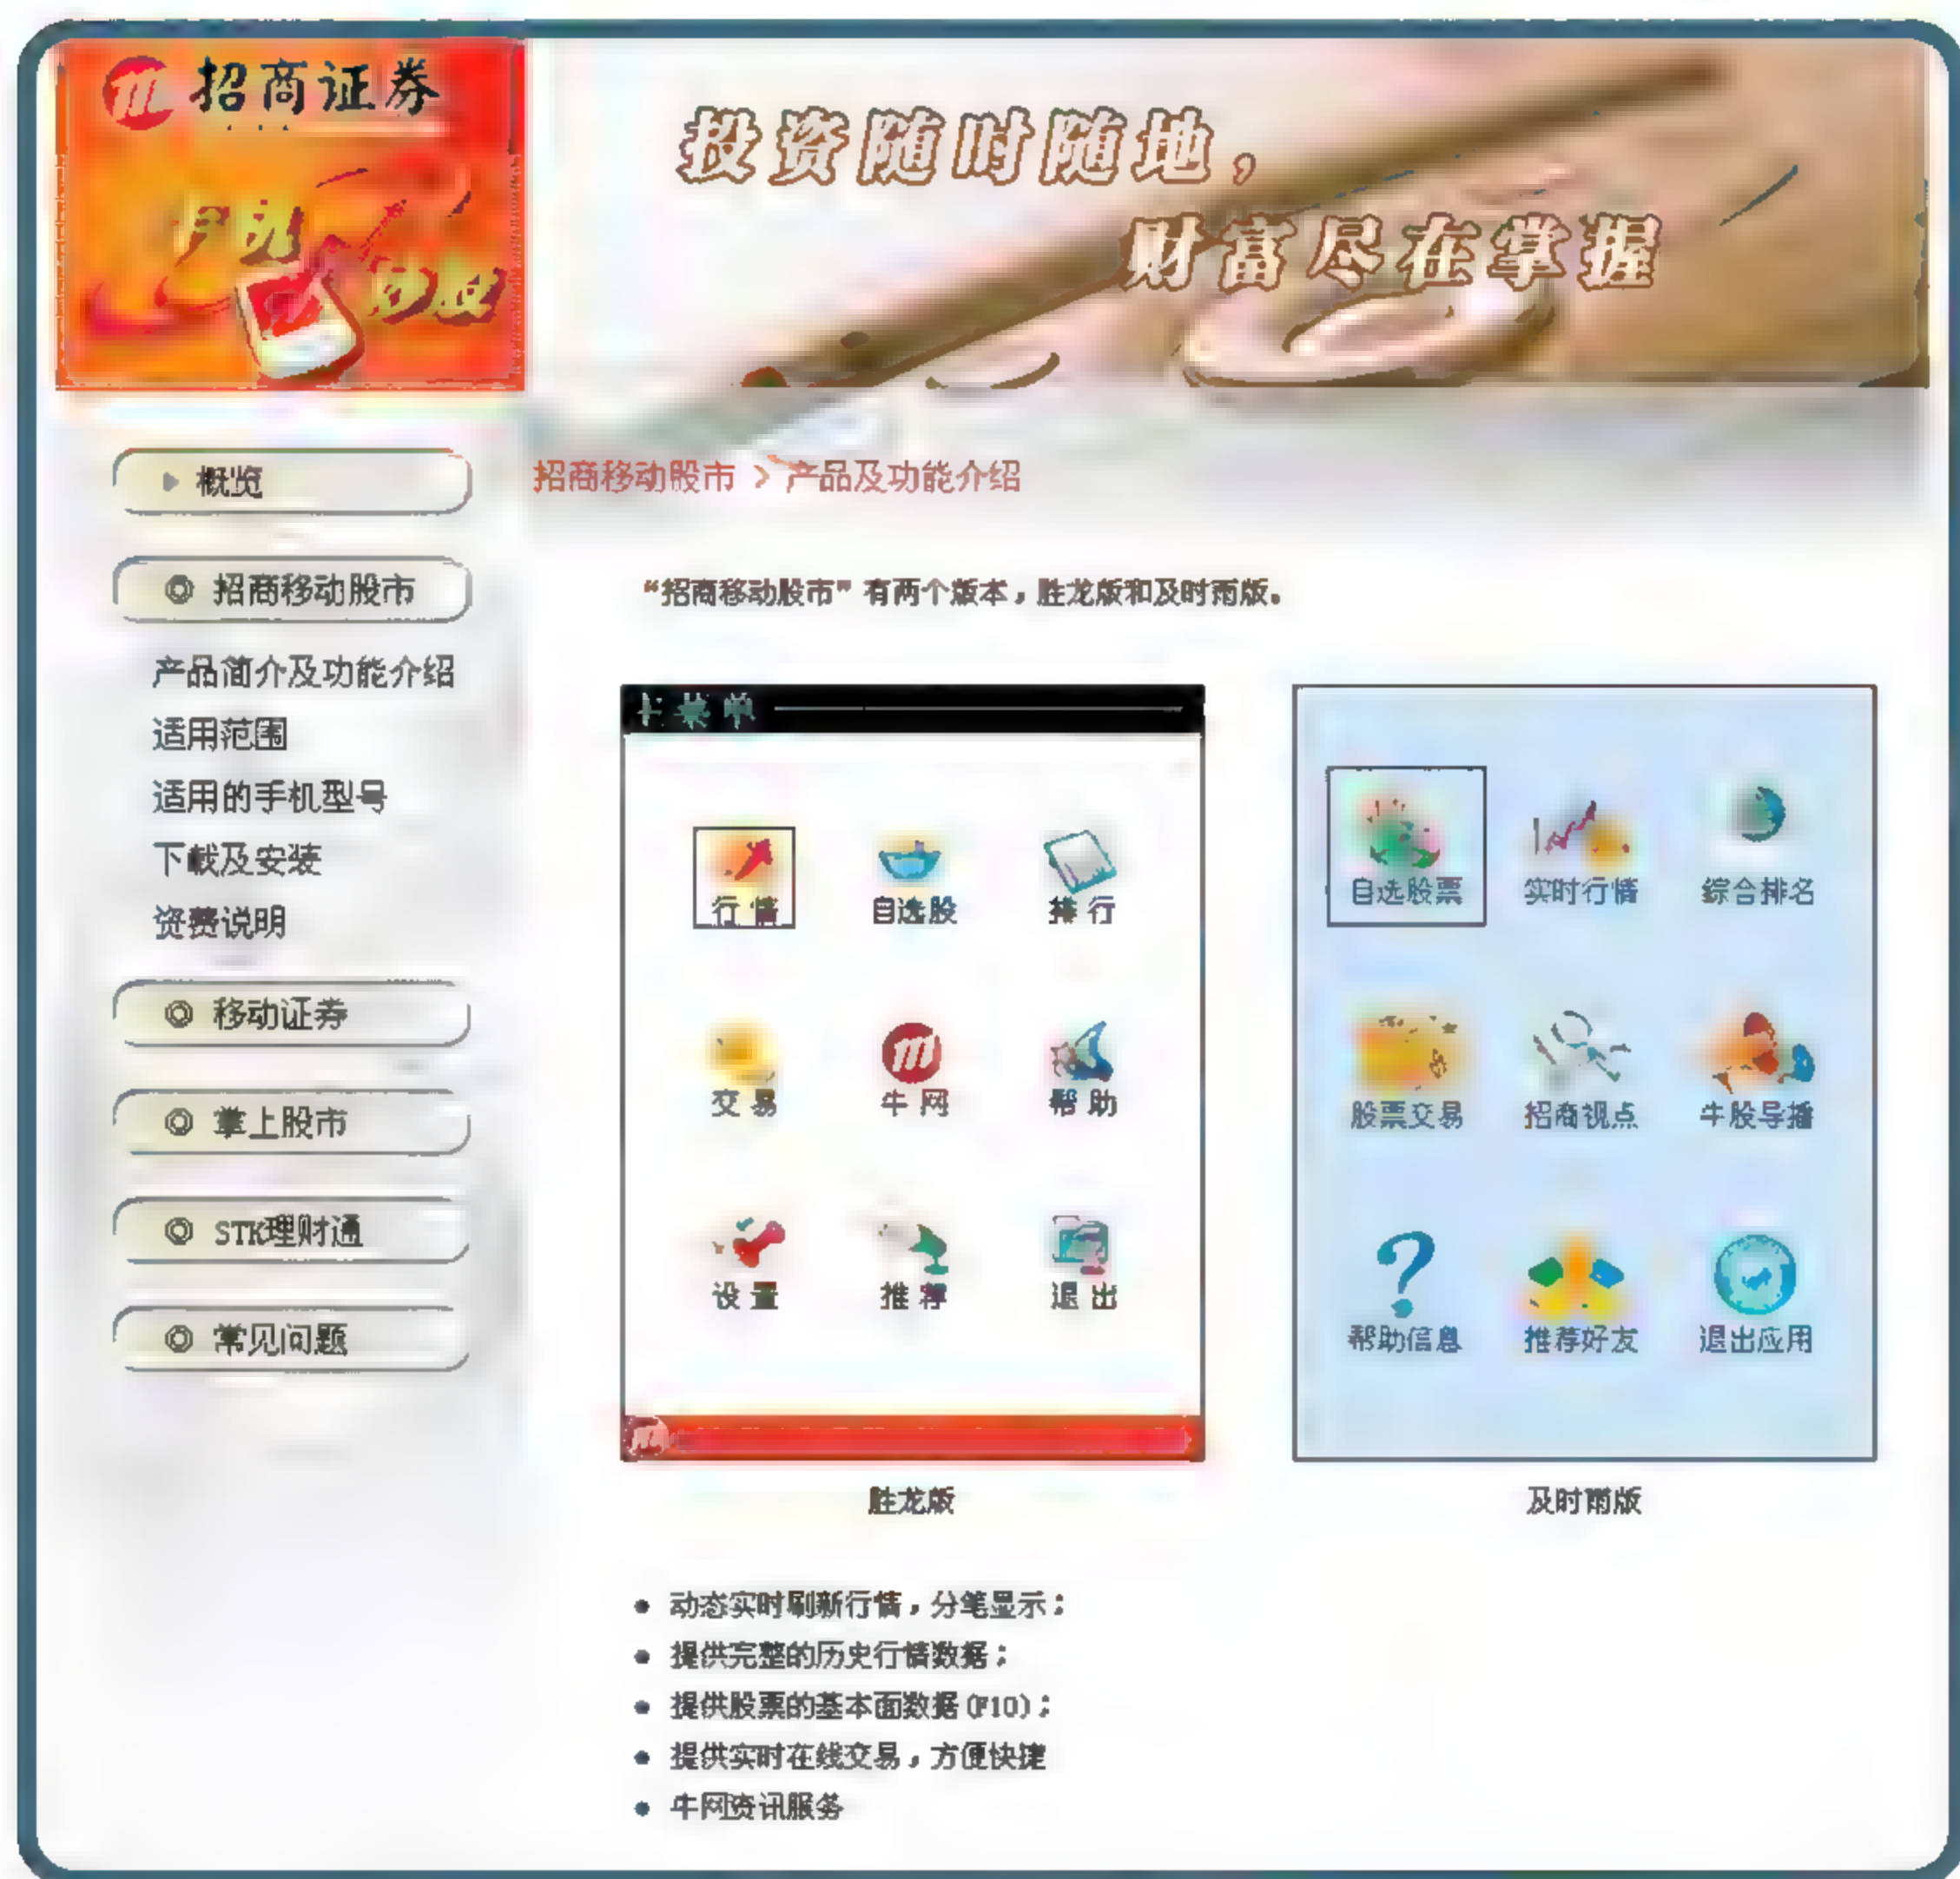 招商证券
手机
炒股
投资随时随地，
财富尽在掌握
概览
招商移动股市 > 产品及功能介绍
◎ 招商移动股市
产品简介及功能介绍
适用范围
适用的手机型号
下载及安装
资费说明
◎ 移动证券
◎ 掌上股市
◎ STK理财通
◎ 常见问题
“招商移动股市”有两个版本，胜龙版和及时雨版。
主菜单
行情 自选股 排行
交易 牛网 帮助
设置 推荐 退出
胜龙版
自选股票 实时行情 综合排名
股票交易 招商视点 牛股导播
帮助信息 推荐好友 退出应用
及时雨版
• 动态实时刷新行情，分笔显示；
• 提供完整的历史行情数据；
• 提供股票的基本面数据(F10)；
• 提供实时在线交易，方便快捷
• 牛网资讯服务